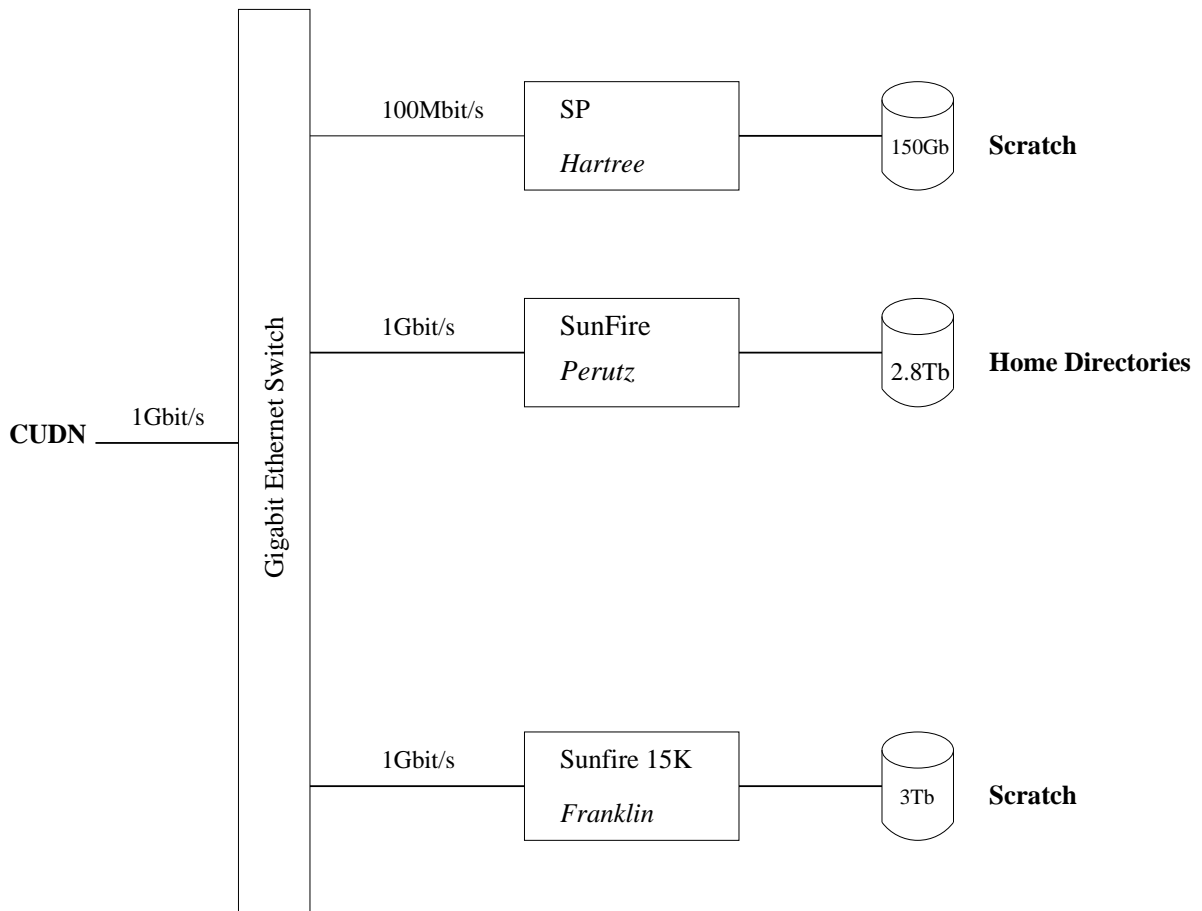 100Mbit/s
SP
Hartree
150Gb
Scratch
1Gbit/s
SunFire
Perutz
2.8Tb
Home Directories
CUDN
1Gbit/s
Gigabit Ethernet Switch
1Gbit/s
Sunfire 15K
Franklin
3Tb
Scratch